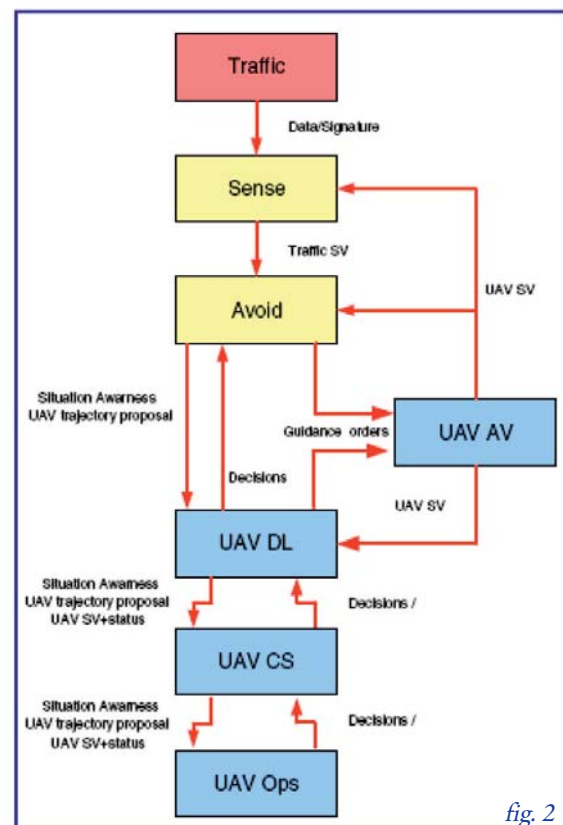 Traffic
Data/Signature
Sense
Traffic SV
UAV SV
Avoid
Situation Awarness
UAV trajectory proposal
Guidance orders
UAV AV
Decisions
UAV SV
UAV DL
Situation Awarness
UAV trajectory proposal
UAV SV+status
Decisions /
UAV CS
Situation Awarness
UAV trajectory proposal
UAV SV+status
Decisions /
UAV Ops
fig. 2